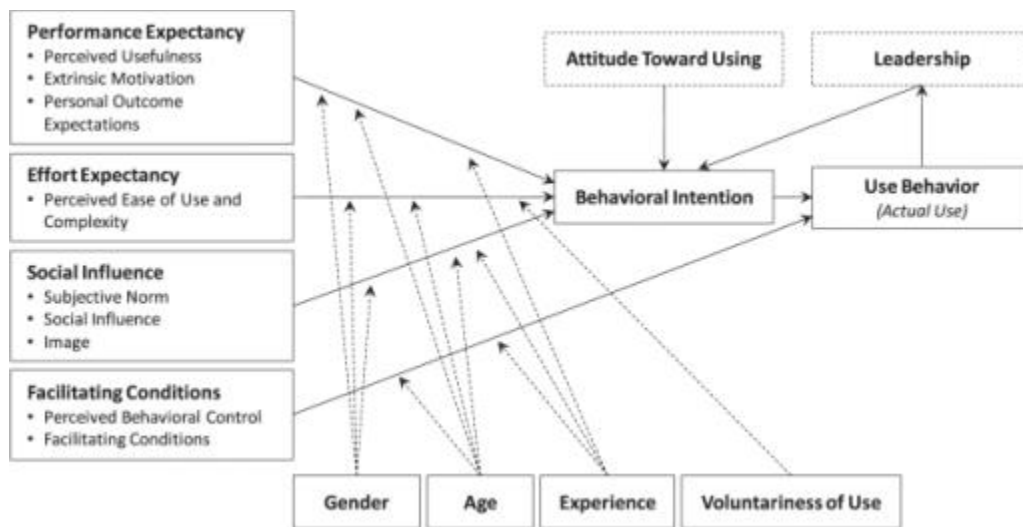 Performance Expectancy
• Perceived Usefulness
• Extrinsic Motivation
• Personal Outcome
Expectations
Effort Expectancy
• Perceived Ease of Use and
Complexity
Social Influence
• Subjective Norm
• Social Influence
• Image
Facilitating Conditions
• Perceived Behavioral Control
• Facilitating Conditions
Attitude Toward Using
Leadership
Behavioral Intention
Use Behavior
(Actual Use)
Gender
Age
Experience
Voluntariness of Use